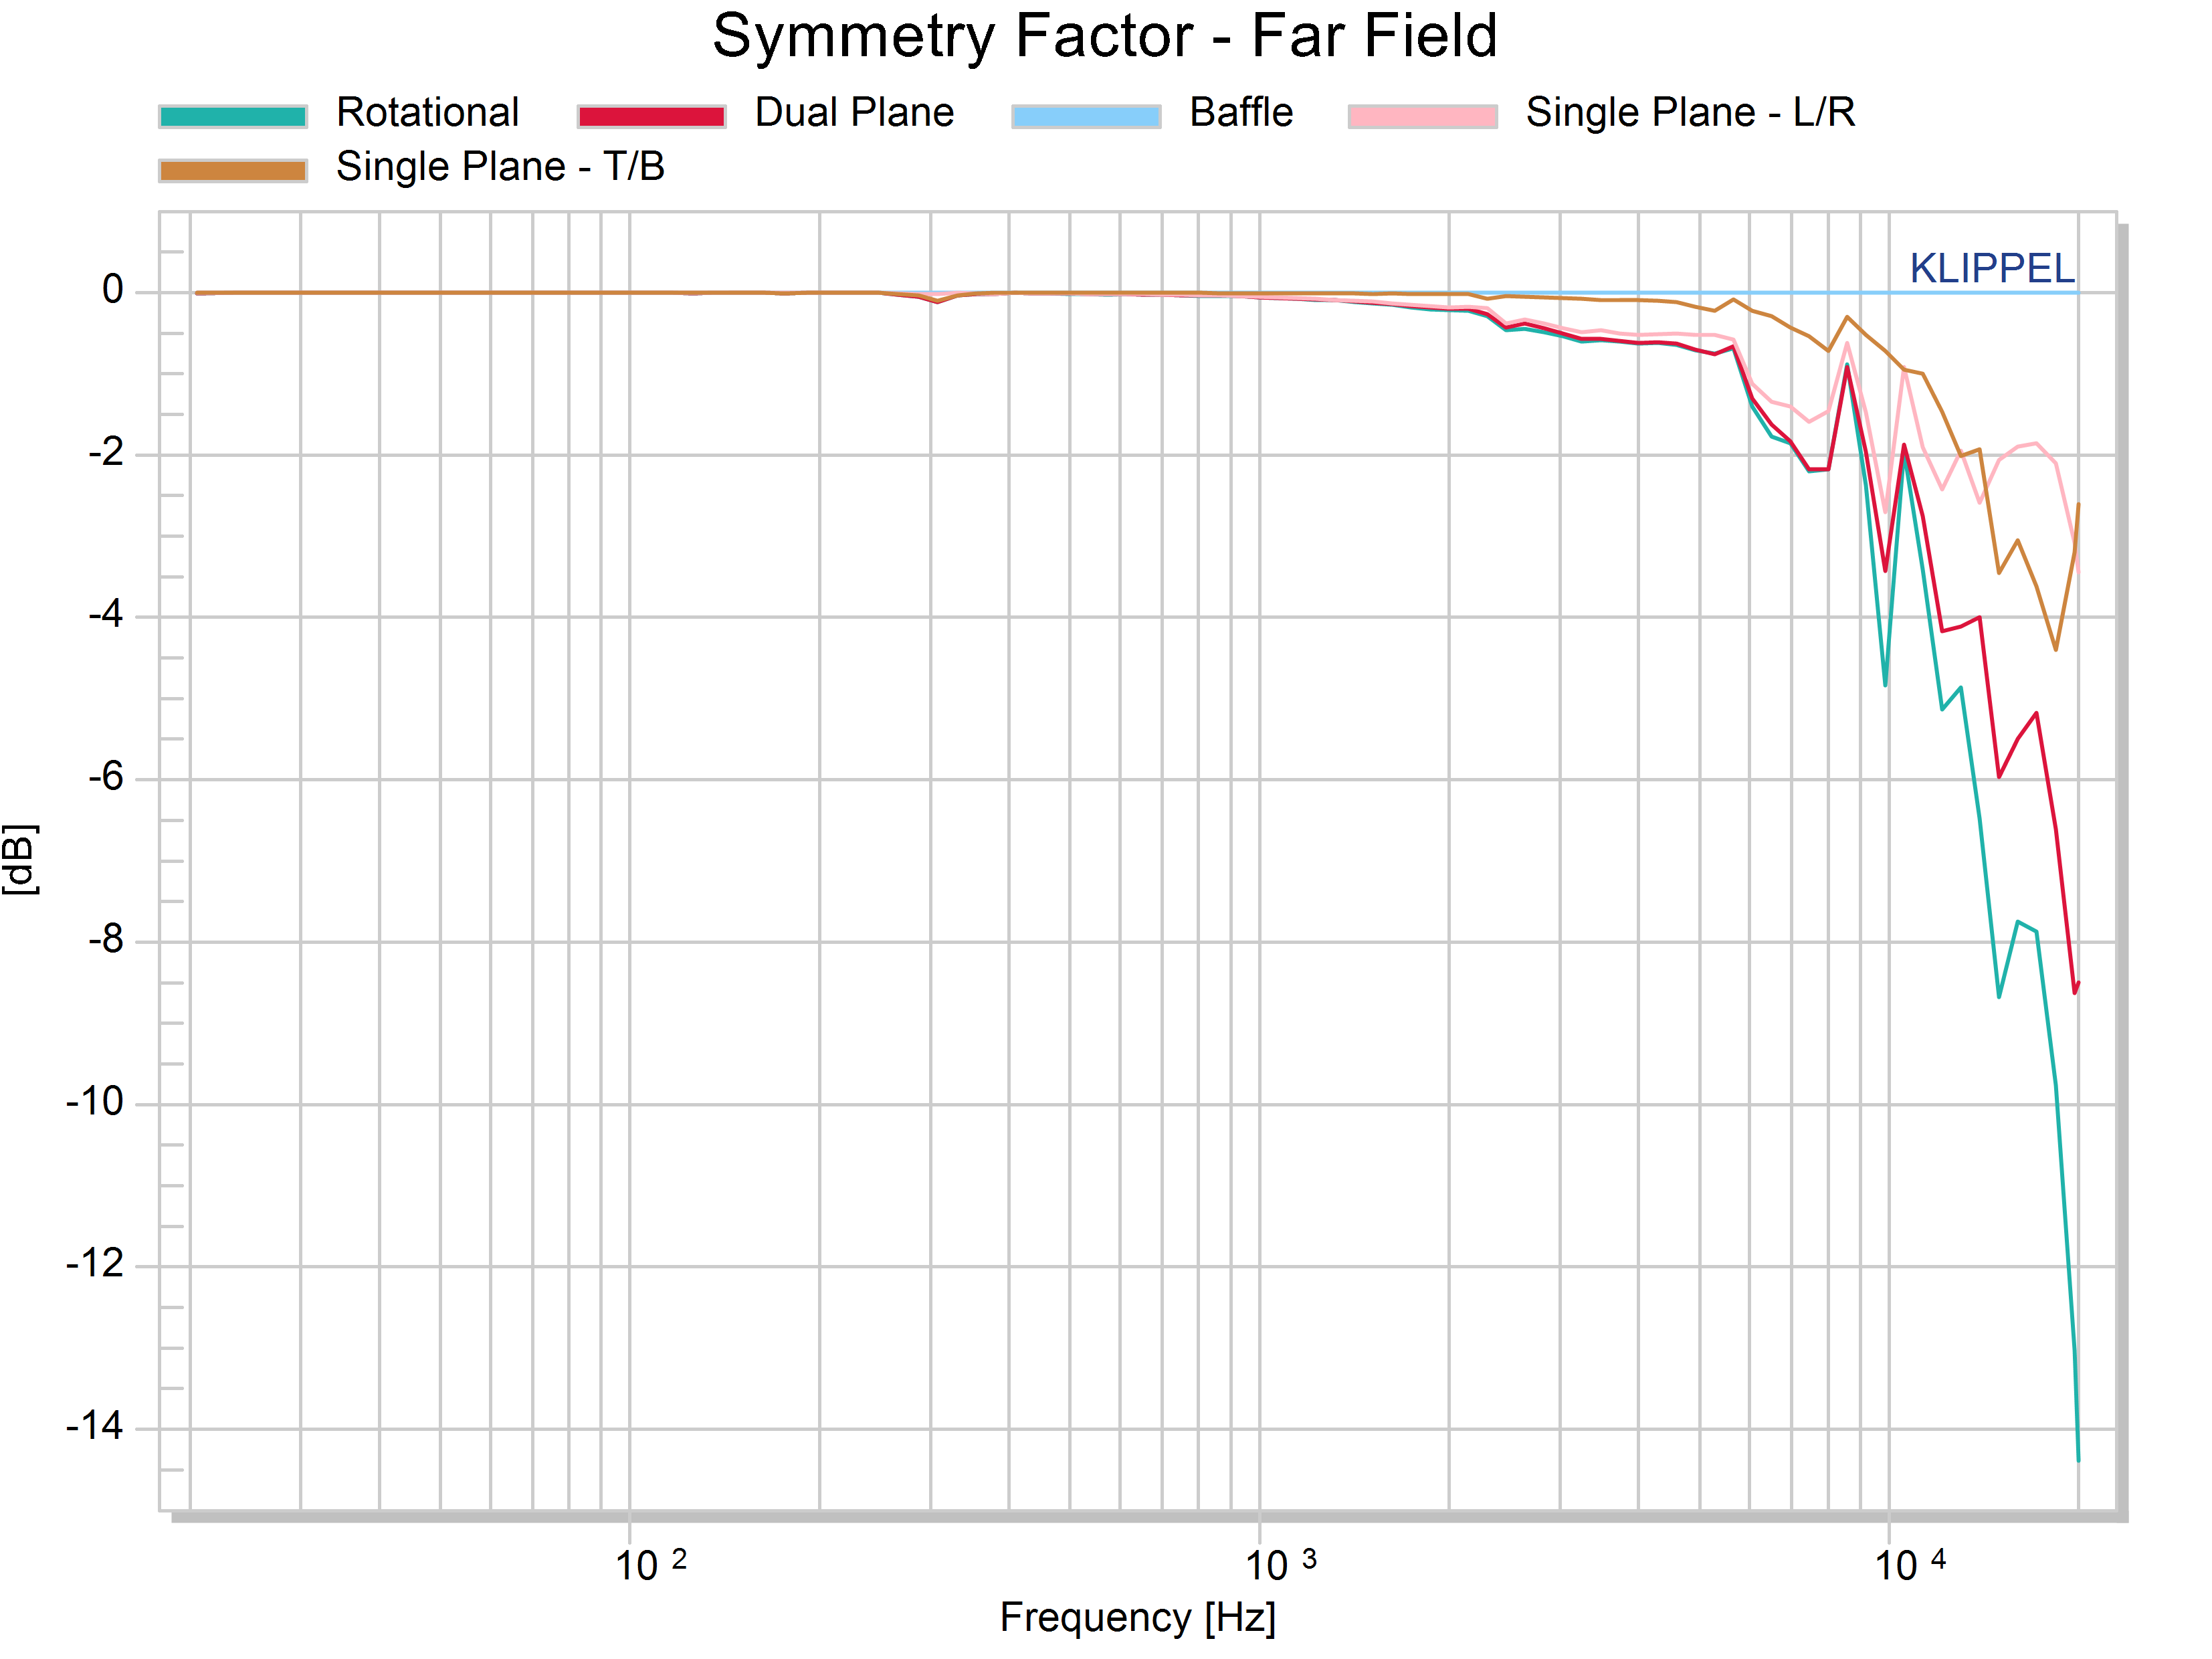 Symmetry Factor - Far Field
Rotational Dual Plane Baffle Single Plane - L/R
Single Plane - T/B
KLIPPEL
0
-2
-4
-6
-8
-10
-12
-14
[dB]
10 2 10 3 10 4
Frequency [Hz]